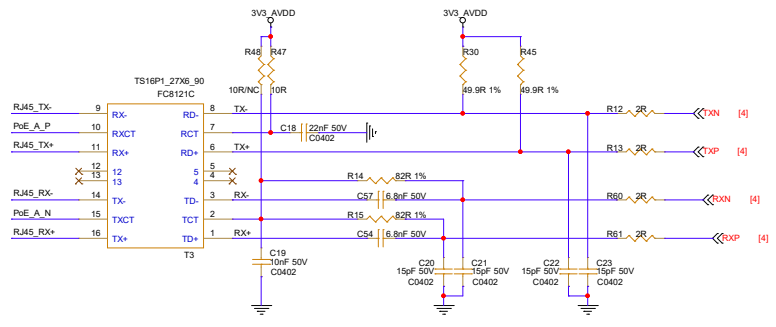 3V3_AVDD
3V3_AVDD
R48
R47
R30
R45
TS16P1_27X6_90
FC8121C
10R/NC
10R
49.9R 1%
49.9R 1%
RJ45_TX-
9
RX-
RD-
8
TX-
R12
2R
TXN
[4]
PoE_A_P
10
RXCT
RCT
7
C18
22nF 50V
C0402
RJ45_TX+
11
RX+
RD+
6
TX+
R13
2R
TXP
[4]
12
12
5
5
13
13
4
4
R14
82R 1%
RJ45_RX-
14
TX-
TD-
3
RX-
C57
6.8nF 50V
R60
2R
RXN
[4]
PoE_A_N
15
TXCT
TCT
2
R15
82R 1%
RJ45_RX+
16
TX+
TD+
1
RX+
C54
6.8nF 50V
R61
2R
RXP
[4]
T3
C19
10nF 50V
C0402
C20
15pF 50V
C0402
C21
15pF 50V
C0402
C22
15pF 50V
C0402
C23
15pF 50V
C0402